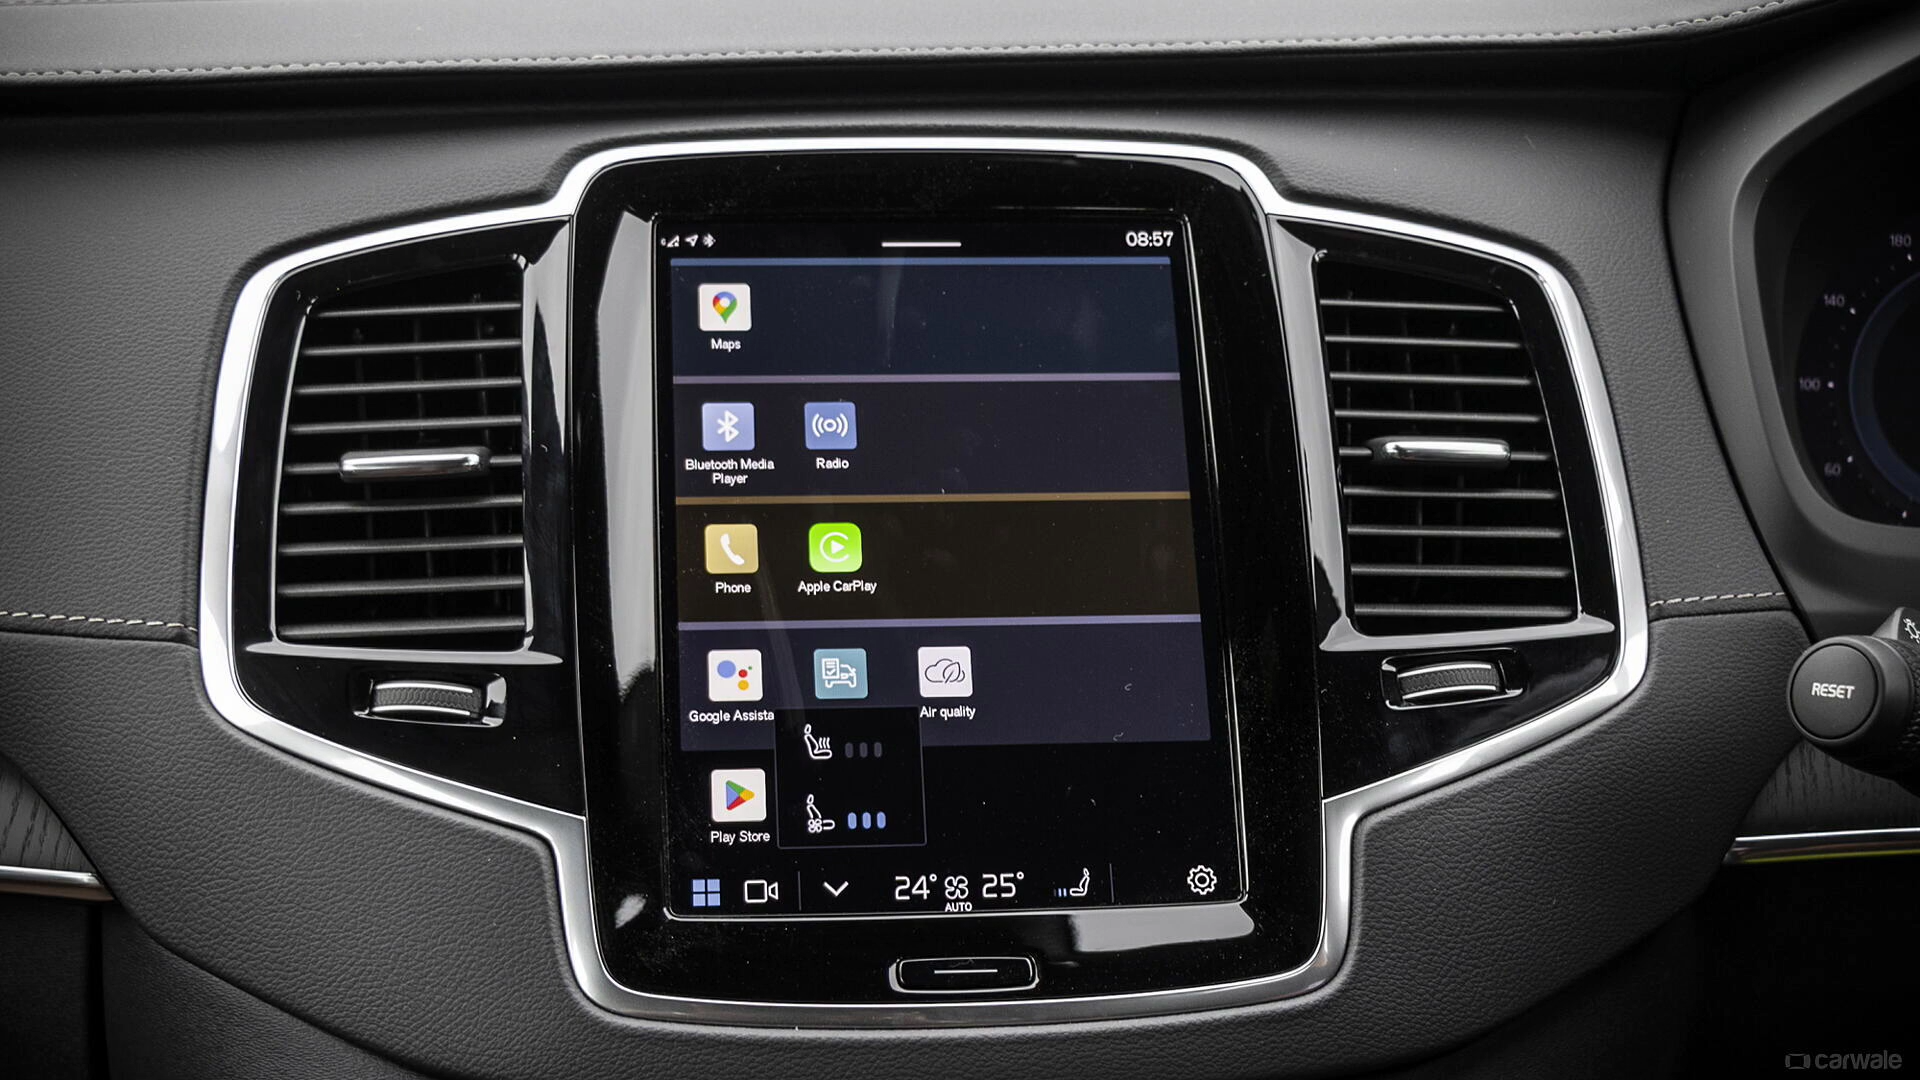 08:57
Maps
Bluetooth Media
Player
Radio
Phone
Apple CarPlay
Google Assista
Air quality
Play Store
24° 25°
AUTO
180
140
100
60
RESET
carwale